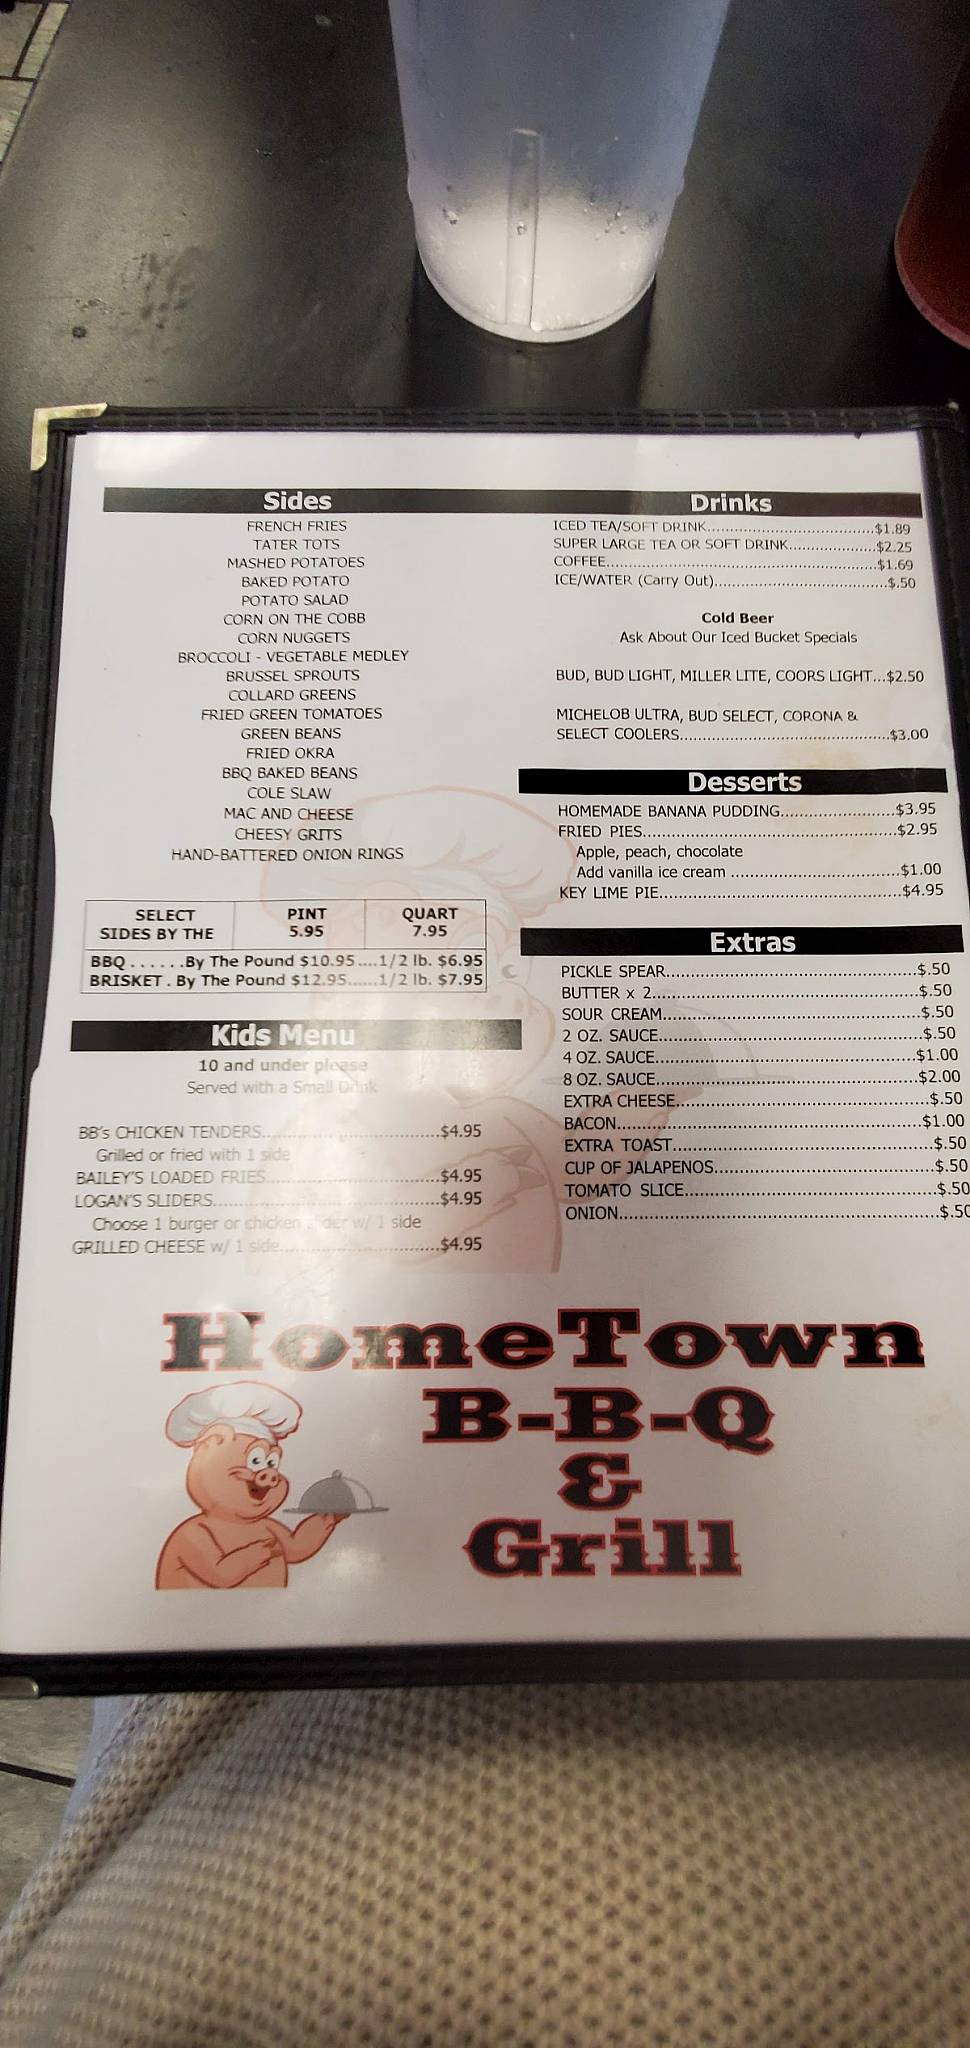 Sides
FRENCH FRIES
TATER TOTS
MASHED POTATOES
BAKED POTATO
POTATO SALAD
CORN ON THE COBB
CORN NUGGETS
BROCCOLI - VEGETABLE MEDLEY
BRUSSEL SPROUTS
COLLARD GREENS
FRIED GREEN TOMATOES
GREEN BEANS
FRIED OKRA
BBQ BAKED BEANS
COLE SLAW
MAC AND CHEESE
CHEESY GRITS
HAND-BATTERED ONION RINGS
SELECT SIDES BY THE
PINT 5.95
QUART 7.95
BBQ ......By The Pound $10.95....1/2 lb. $6.95
BRISKET . By The Pound $12.95......1/2 lb. $7.95
Kids Menu
10 and under please
Served with a Small Drink
BB's CHICKEN TENDERS...$4.95
Grilled or fried with 1 side
BAILEY'S LOADED FRIES...$4.95
LOGAN'S SLIDERS...$4.95
Choose 1 burger or chicken slider w/ 1 side
GRILLED CHEESE w/ 1 side...$4.95
Drinks
ICED TEA/SOFT DRINK...$1.89
SUPER LARGE TEA OR SOFT DRINK...$2.25
COFFEE...$1.69
ICE/WATER (Carry Out)...$.50
Cold Beer
Ask About Our Iced Bucket Specials
BUD, BUD LIGHT, MILLER LITE, COORS LIGHT...$2.50
MICHELOB ULTRA, BUD SELECT, CORONA &
SELECT COOLERS...$3.00
Desserts
HOMEMADE BANANA PUDDING...$3.95
FRIED PIES...$2.95
Apple, peach, chocolate
Add vanilla ice cream ...$1.00
KEY LIME PIE...$4.95
Extras
PICKLE SPEAR...$.50
BUTTER x 2...$.50
SOUR CREAM...$.50
2 OZ. SAUCE...$.50
4 OZ. SAUCE...$1.00
8 OZ. SAUCE...$2.00
EXTRA CHEESE...$.50
BACON...$1.00
EXTRA TOAST...$.50
CUP OF JALAPENOS...$.50
TOMATO SLICE...$.50
ONION...$.50
HomeTown
B-B-Q
&
Grill